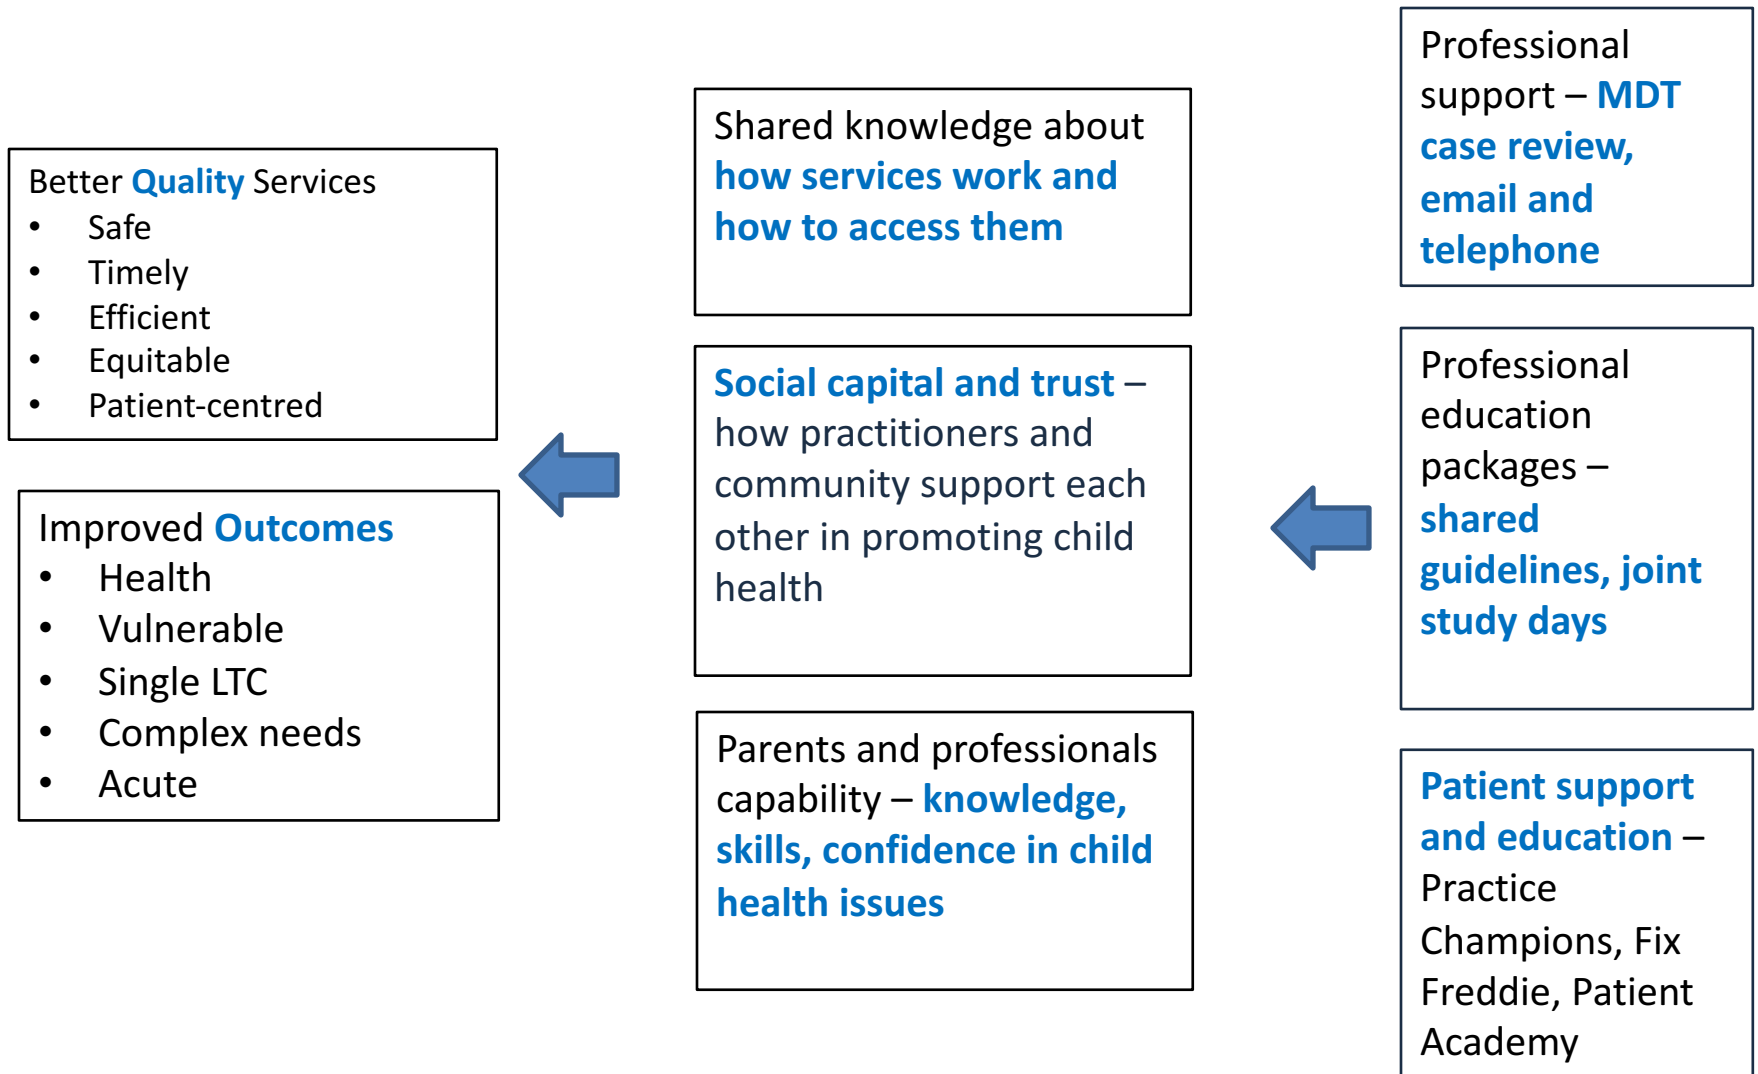 Better Quality Services
• Safe
• Timely
• Efficient
• Equitable
• Patient-centred
Improved Outcomes
• Health
• Vulnerable
• Single LTC
• Complex needs
• Acute
Shared knowledge about
how services work and
how to access them
Social capital and trust –
how practitioners and
community support each
other in promoting child
health
Parents and professionals
capability – knowledge,
skills, confidence in child
health issues
Professional
support – MDT
case review,
email and
telephone
Professional
education
packages –
shared
guidelines, joint
study days
Patient support
and education –
Practice
Champions, Fix
Freddie, Patient
Academy